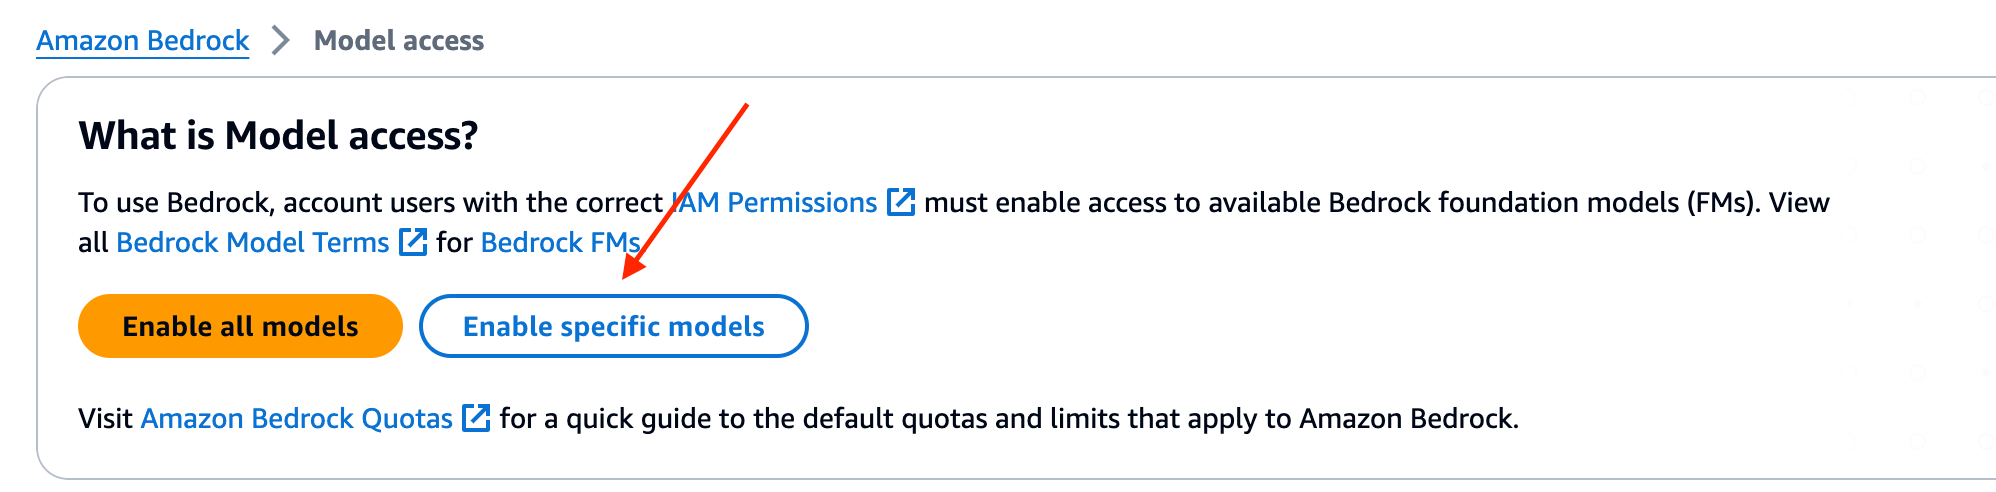 Amazon Bedrock > Model access
What is Model access?
To use Bedrock, account users with the correct IAM Permissions must enable access to available Bedrock foundation models (FMs). View
all Bedrock Model Terms for Bedrock FMs
Enable all models Enable specific models
Visit Amazon Bedrock Quotas for a quick guide to the default quotas and limits that apply to Amazon Bedrock.